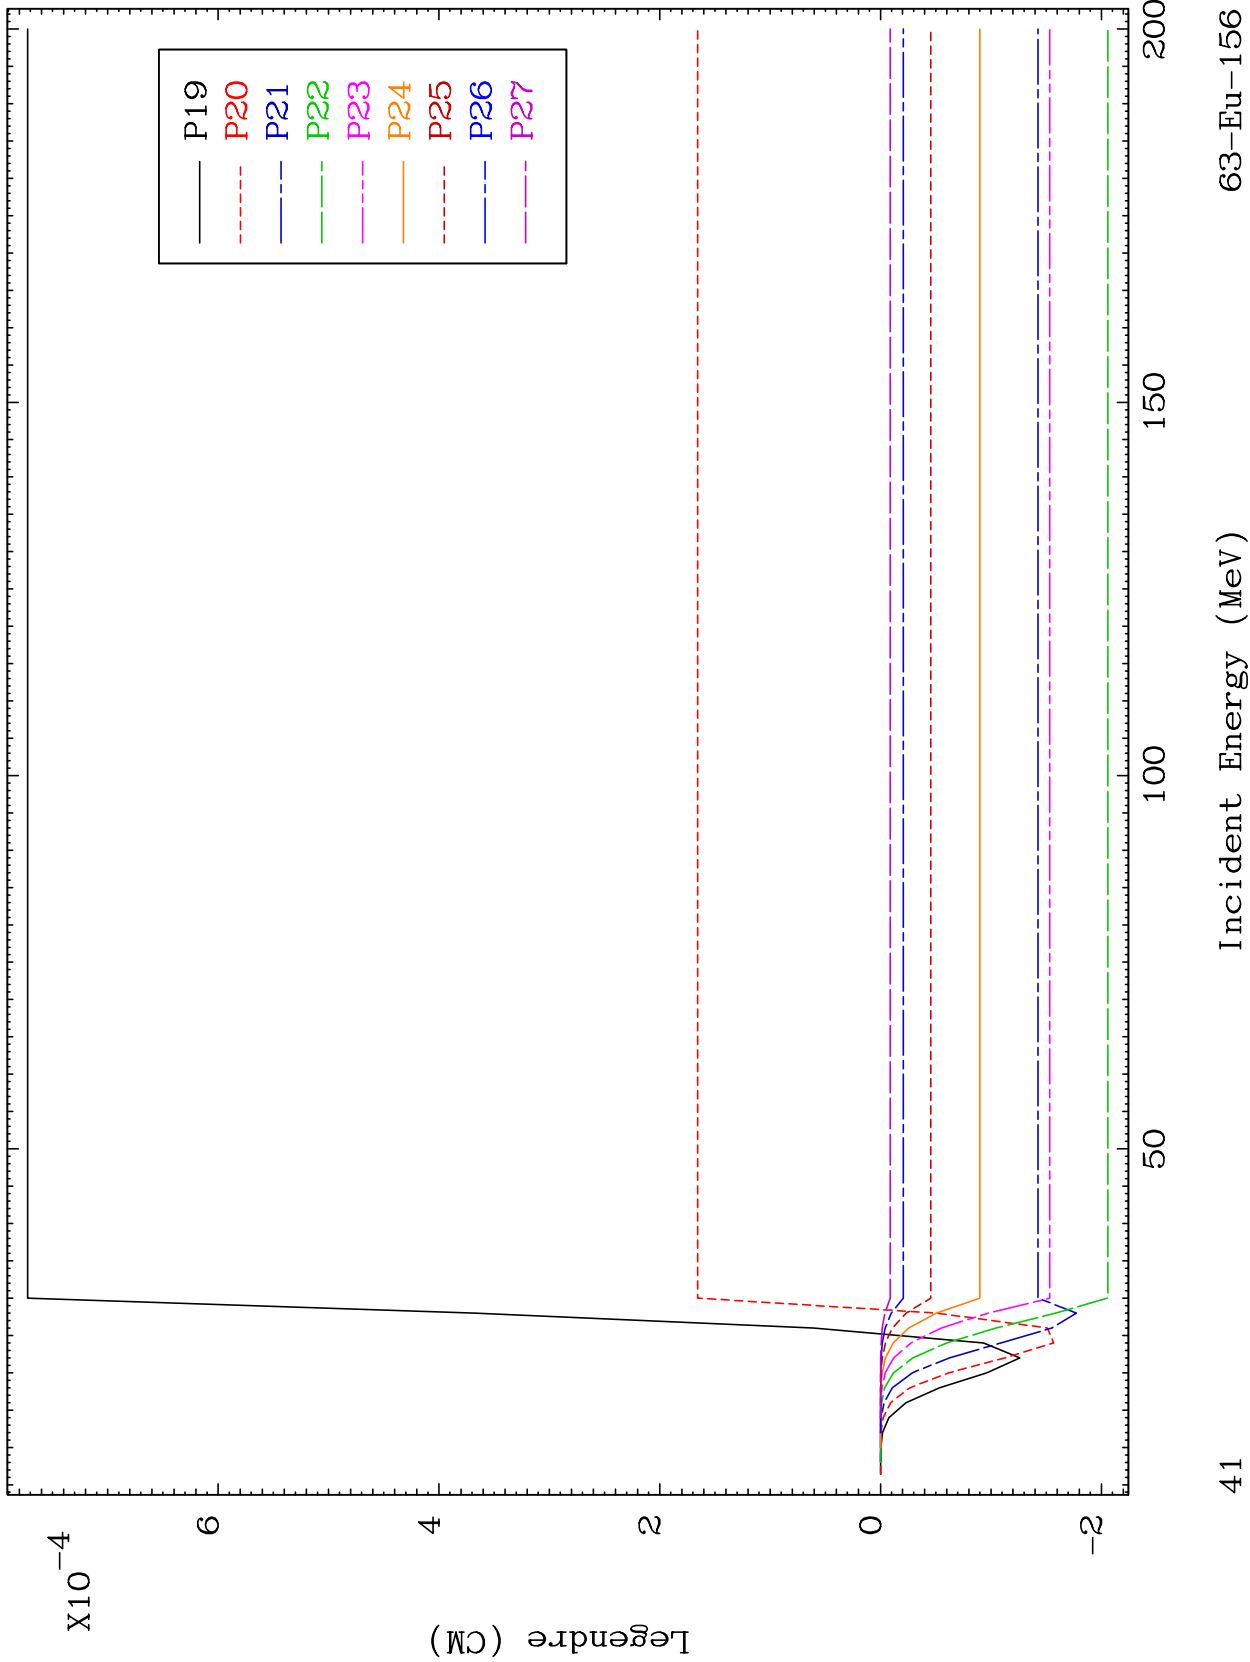 X10-4
Legendre (CM)
6
4
2
0
-2
50
100
150
200
Incident Energy (MeV)
P19
P20
P21
P22
P23
P24
P25
P26
P27
41
63-Eu-156